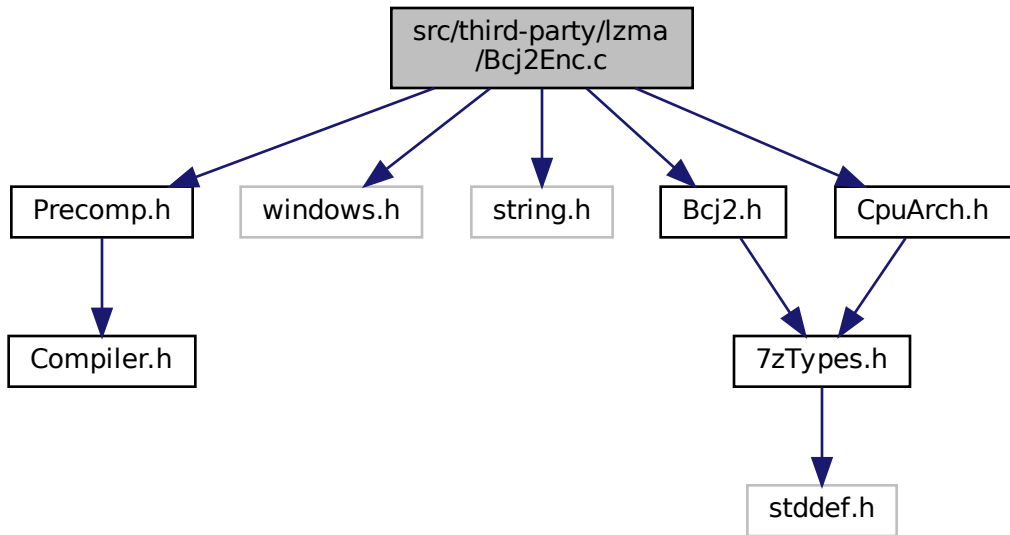 src/third-party/lzma
/Bcj2Enc.c
Precomp.h
windows.h
string.h
Bcj2.h
CpuArch.h
Compiler.h
7zTypes.h
stddef.h